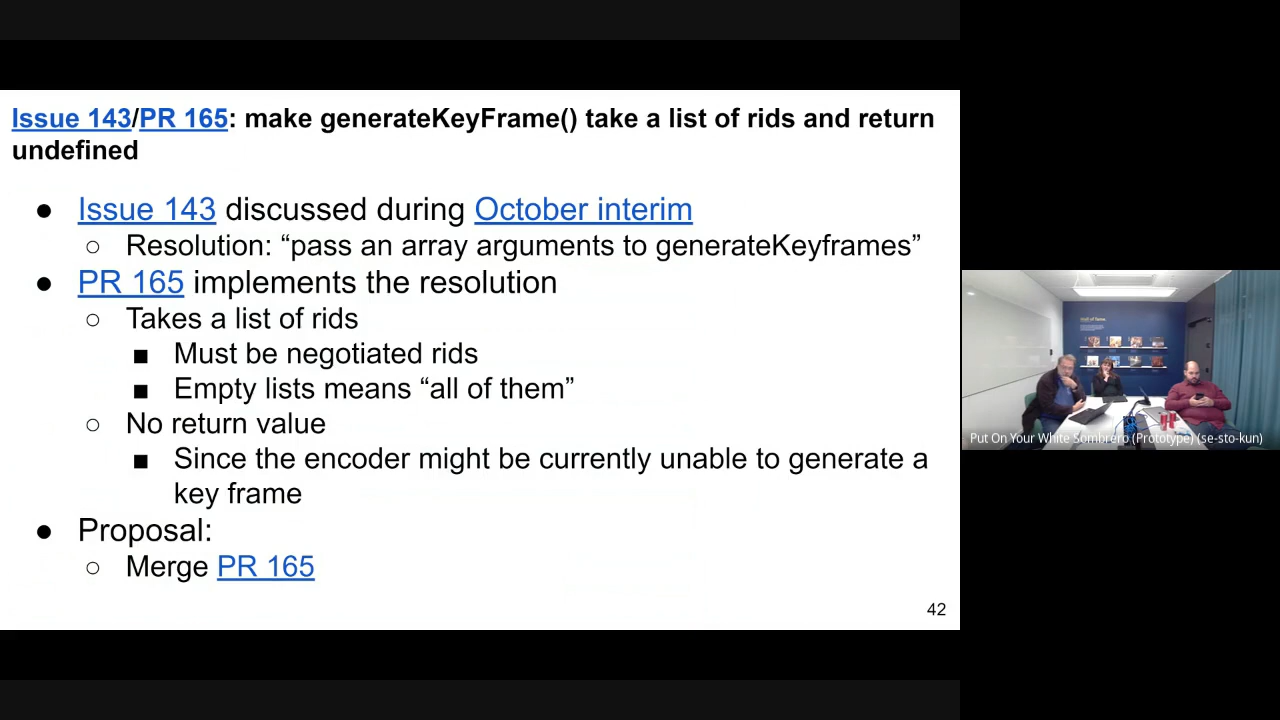 Issue 143/PR 165: make generateKeyFrame() take a list of rids and return
undefined
● Issue 143 discussed during October interim
○ Resolution: “pass an array arguments to generateKeyframes”
● PR 165 implements the resolution
○ Takes a list of rids
■ Must be negotiated rids
■ Empty lists means “all of them”
○ No return value
■ Since the encoder might be currently unable to generate a
key frame
● Proposal:
○ Merge PR 165
42
Put On Your White Sombrero (Prototype) (se-sto-kun)